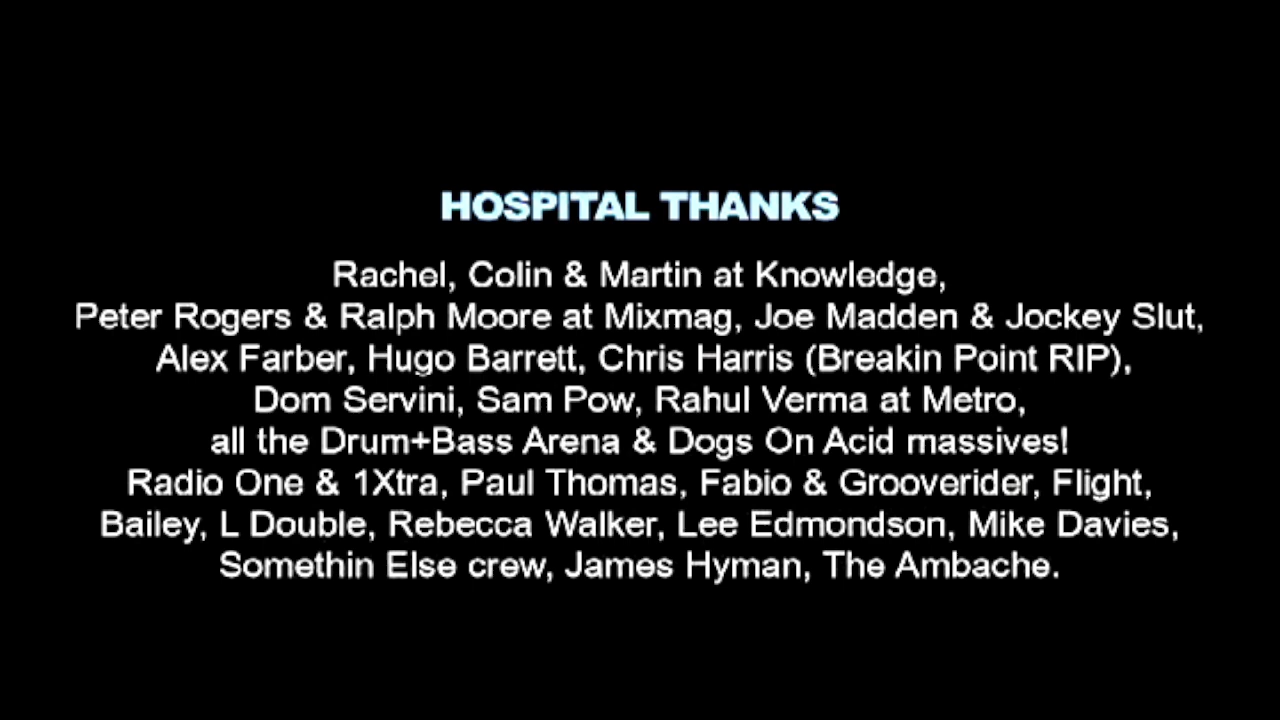 HOSPITAL THANKS
Rachel, Colin & Martin at Knowledge,
Peter Rogers & Ralph Moore at Mixmag, Joe Madden & Jockey Slut,
Alex Farber, Hugo Barrett, Chris Harris (Breakin Point RIP),
Dom Servini, Sam Pow, Rahul Verma at Metro,
all the Drum+Bass Arena & Dogs On Acid massives!
Radio One & 1Xtra, Paul Thomas, Fabio & Grooverider, Flight,
Bailey, L Double, Rebecca Walker, Lee Edmondson, Mike Davies,
Somethin Else crew, James Hyman, The Ambache.